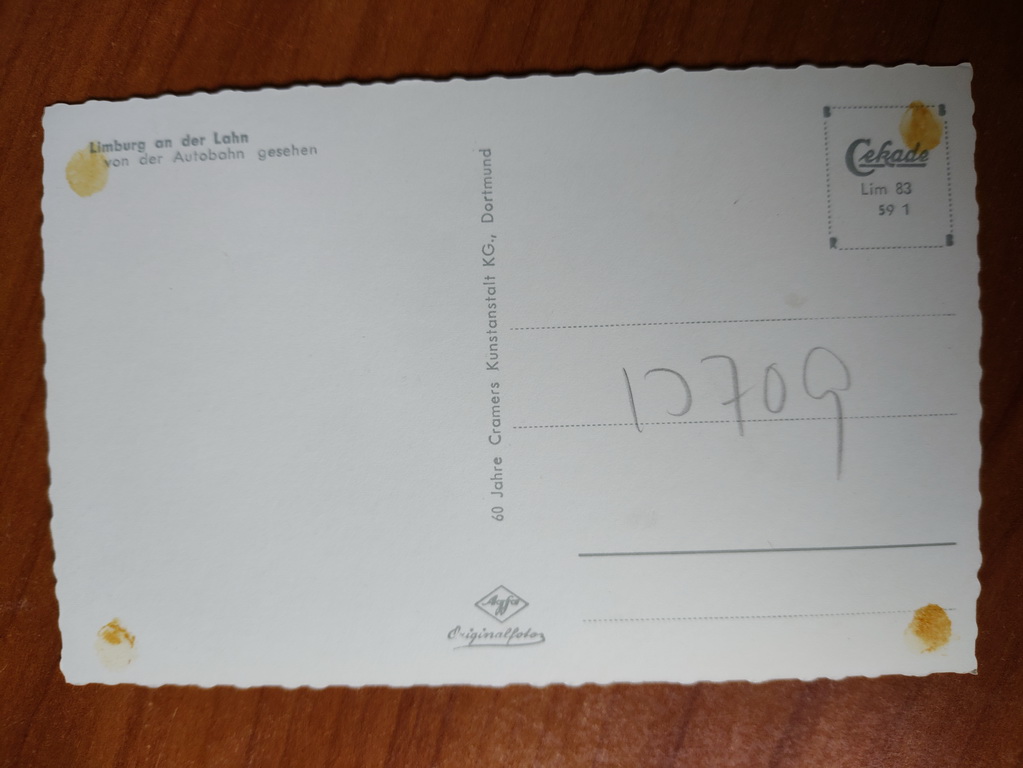 Limburg an der Lahn
von der Autobahn gesehen
60 Jahre Cramers Kunstanstalt KG., Dortmund
Cekade
Lim 83
59 1
D709
Agfa
Originalfoto